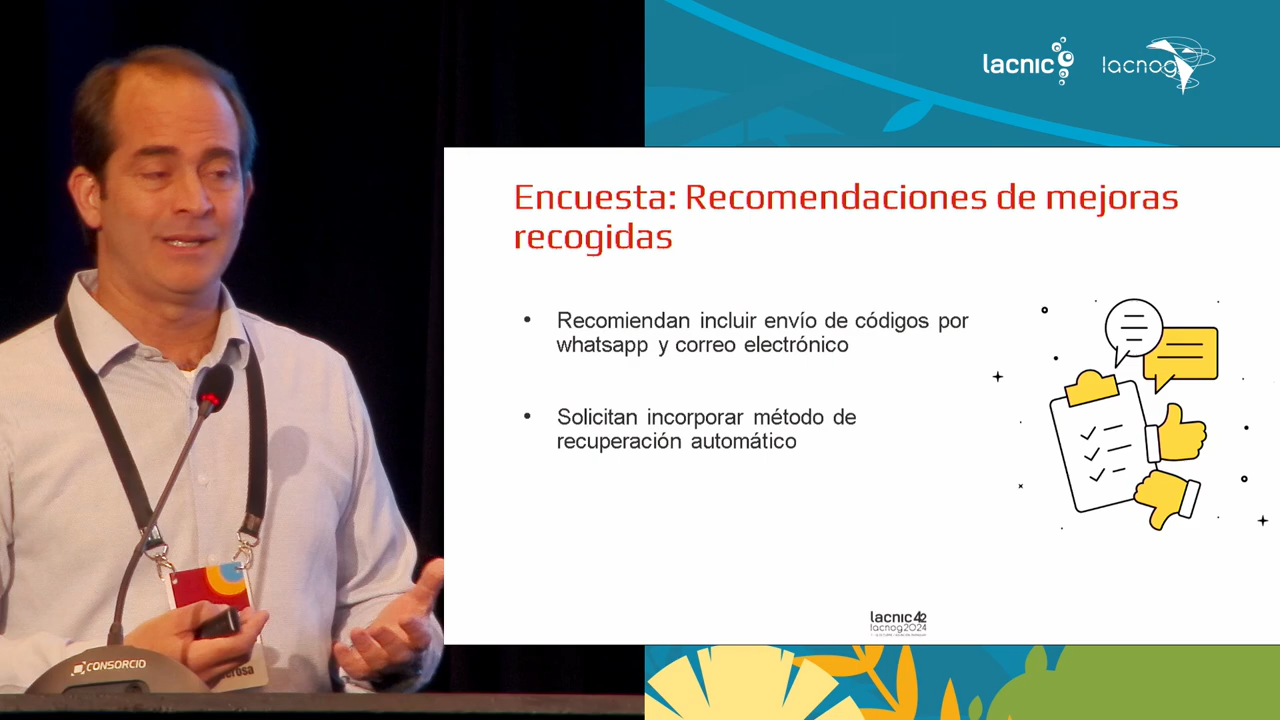 lacnic
lacnog
Encuesta: Recomendaciones de mejoras
recogidas
• Recomiendan incluir envío de códigos por
whatsapp y correo electrónico
• Solicitan incorporar método de
recuperación automático
lacnic42
lacnog2024
CONSORCIO